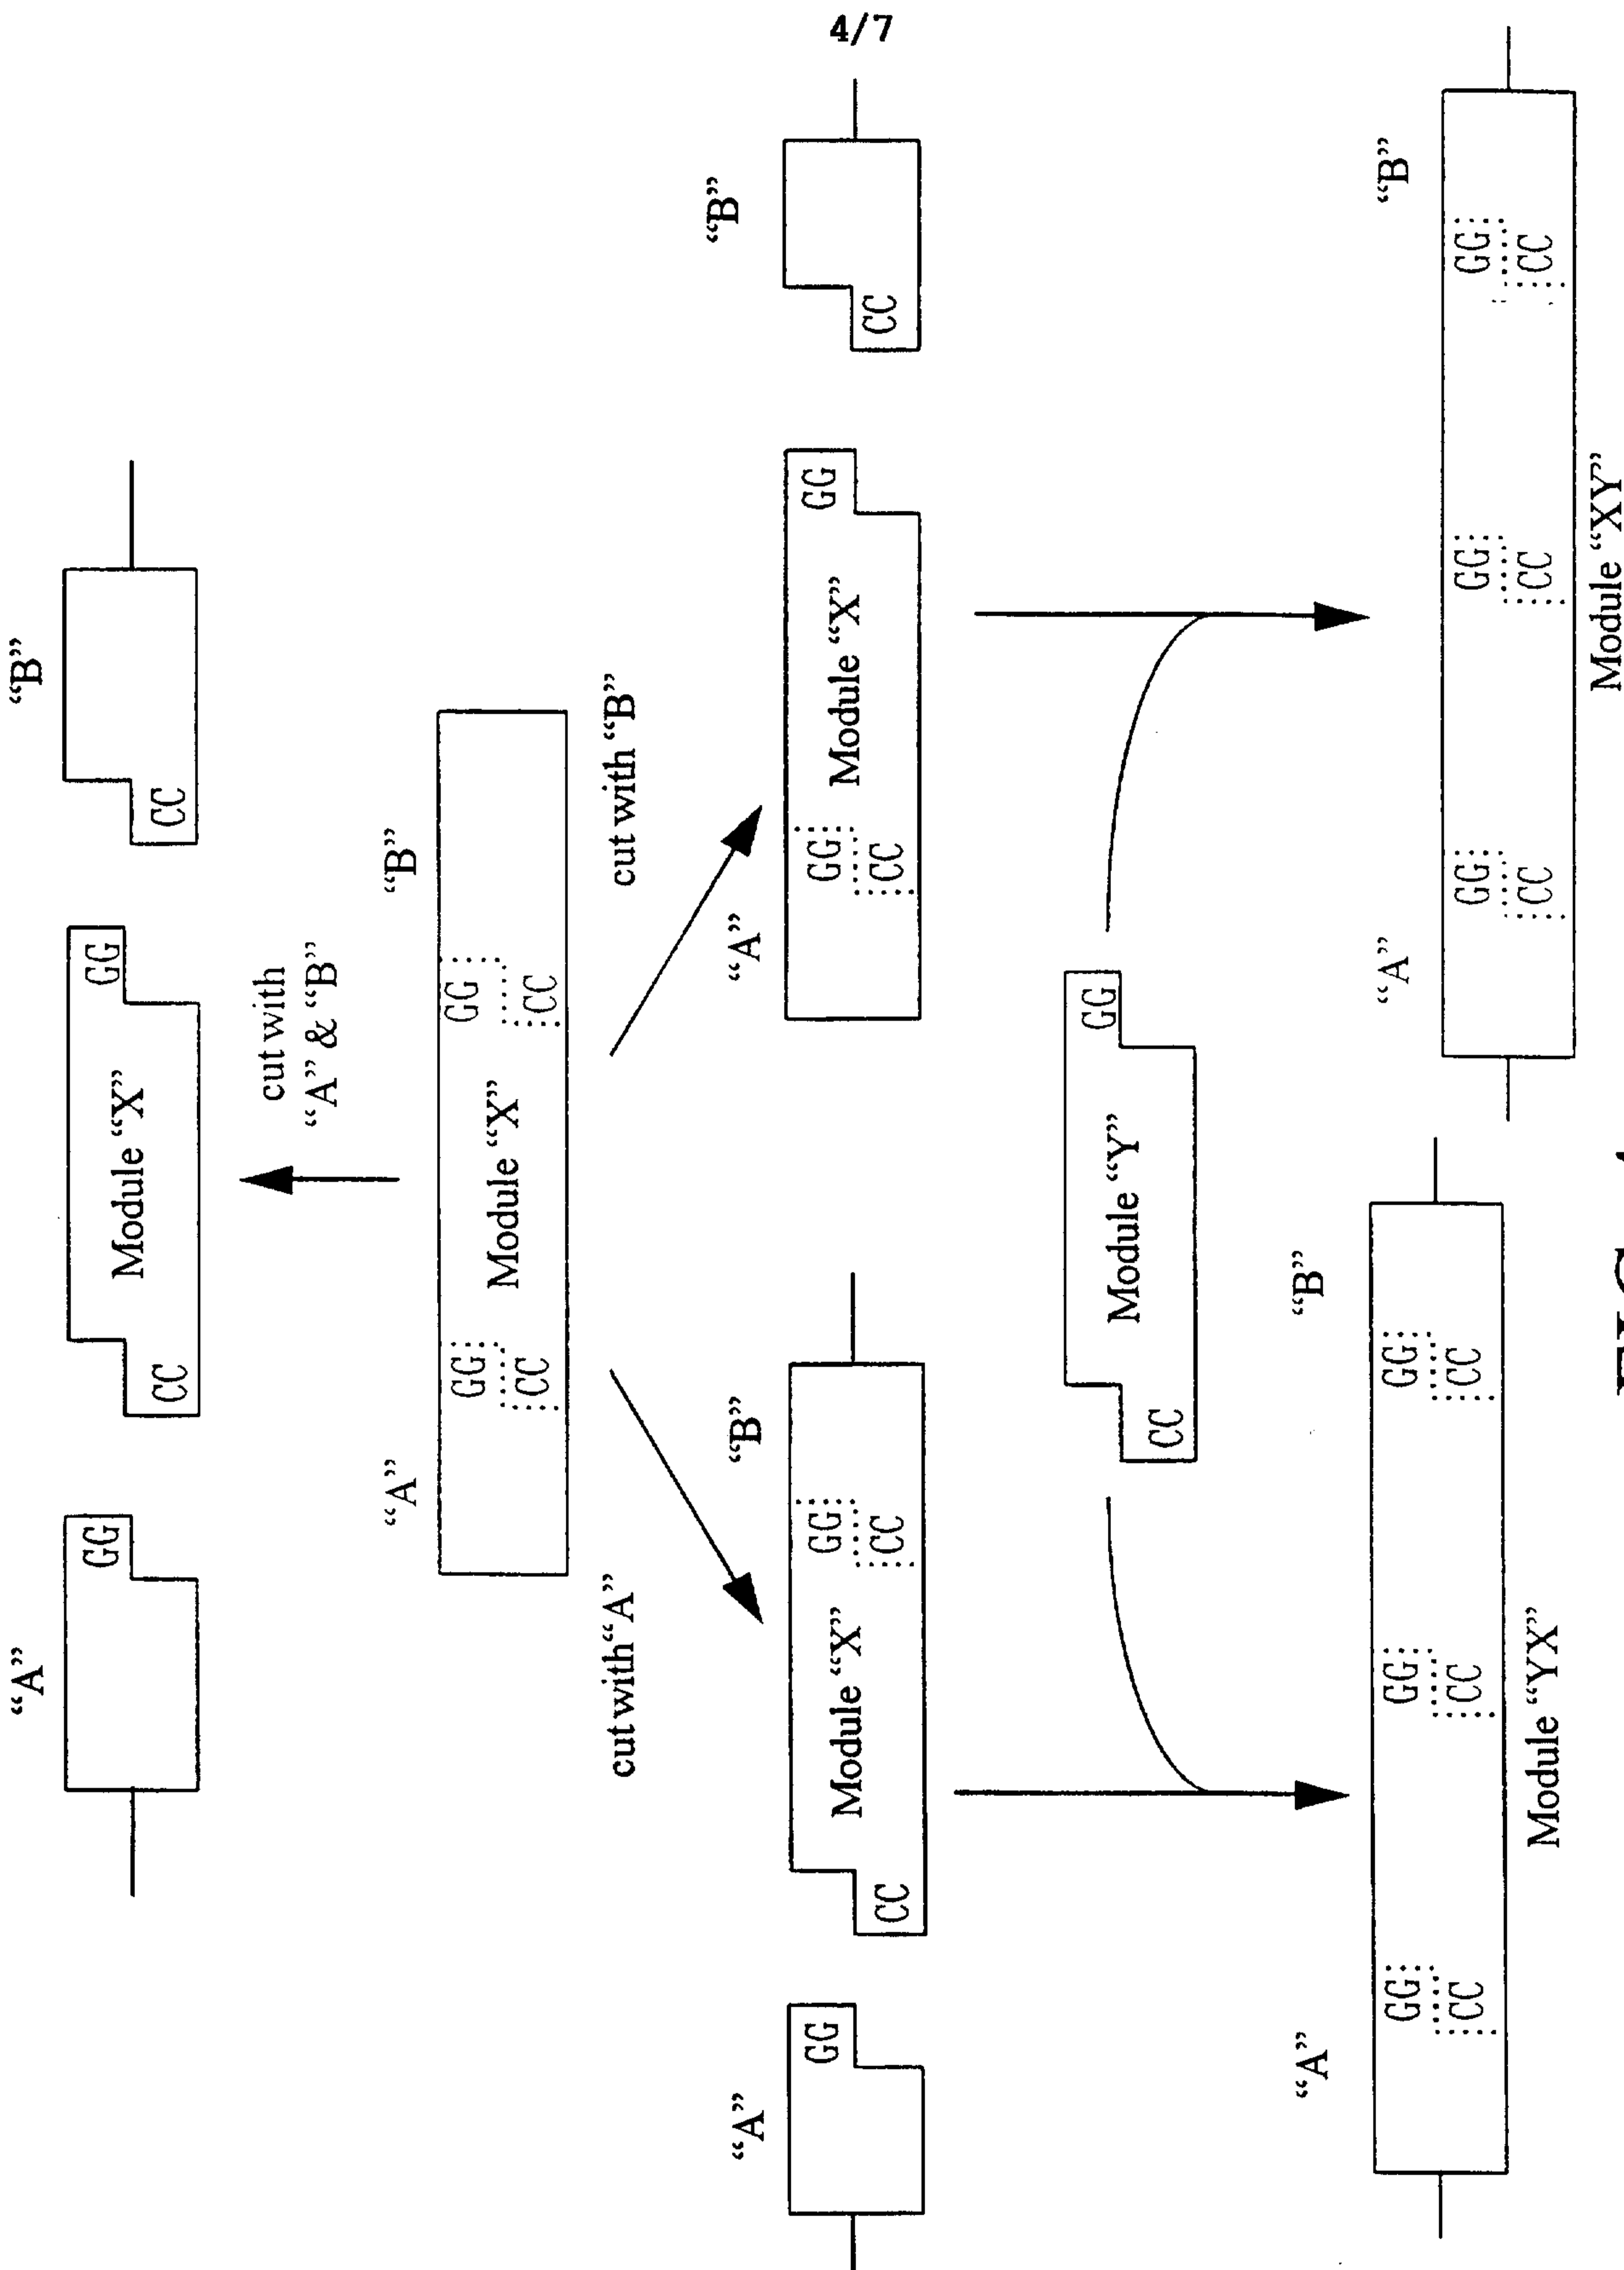 4/7
"A"
"B"
GG
CC
Module "X"
GG
CC
cut with
"A" & "B"
"A"
"B"
GG
CC
Module "X"
GG
CC
cut with "A"
cut with "B"
"A"
GG
CC
Module "X"
"B"
GG
CC
"A"
GG
CC
Module "X"
GG
"B"
CC
CC
Module "Y"
GG
"A"
"B"
GG
CC
GG
CC
GG
CC
Module "YX"
"A"
"B"
GG
CC
GG
CC
GG
CC
Module "XY"